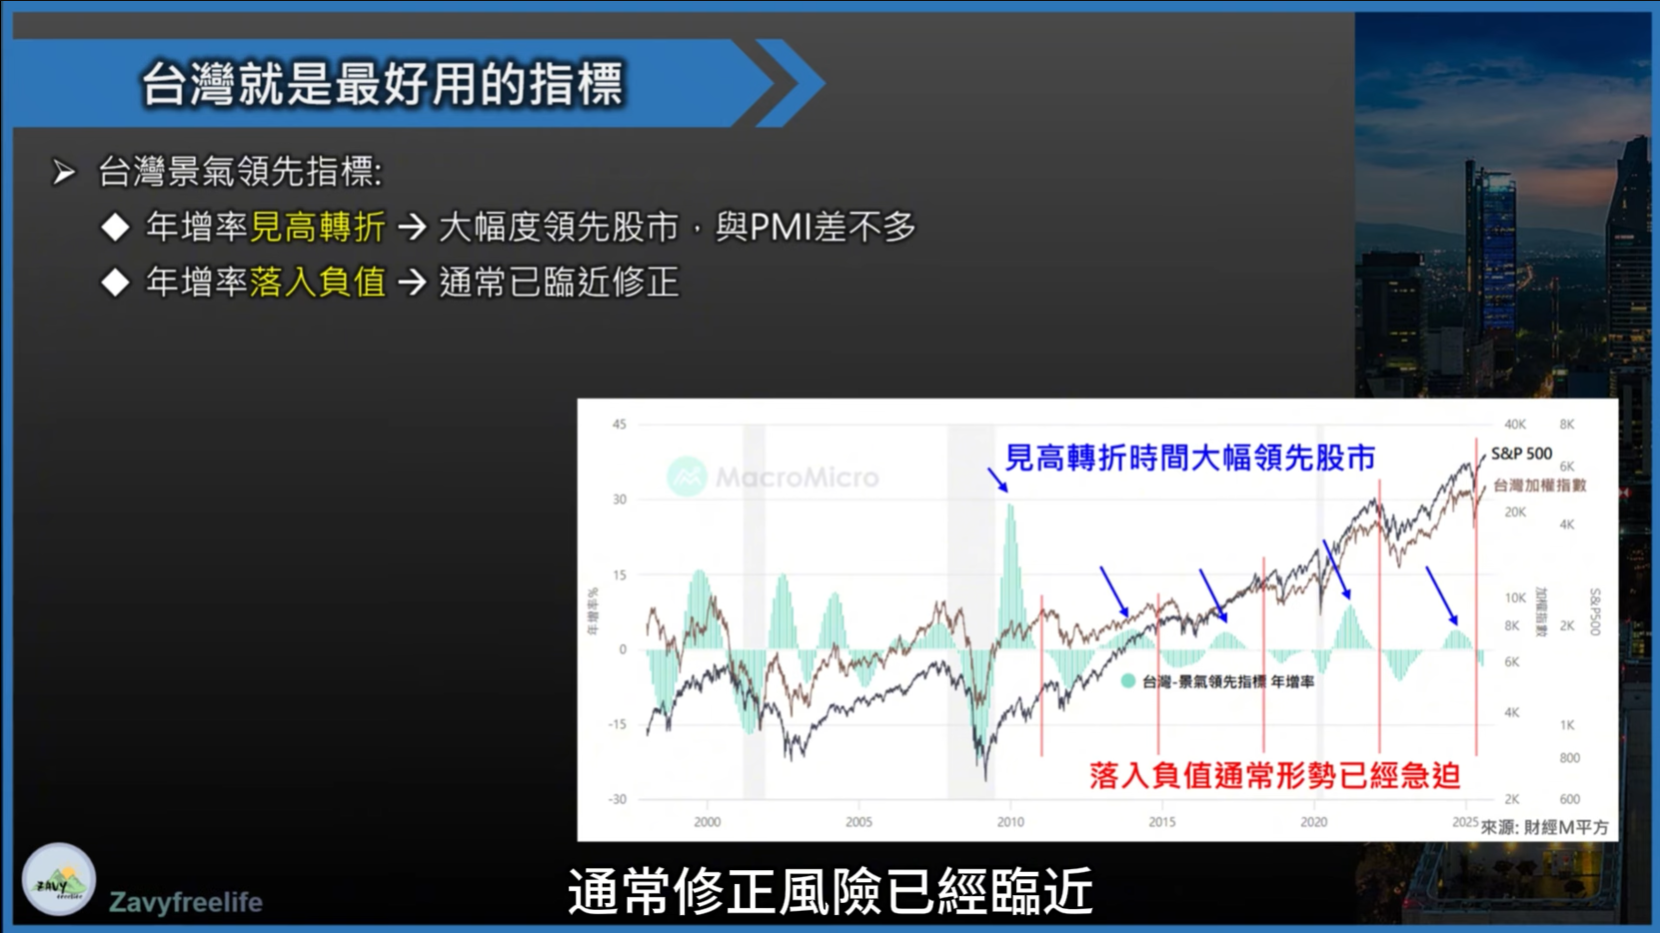 台灣就是最好用的指標
台灣景氣領先指標:
年增率見高轉折→大幅度領先股市,與PMI差不多
年增率落入負值→通常已臨近修正
45
30
15
0
-15
-30
年增率%
MacroMicro
見高轉折時間大幅領先股市
S&P 500
台灣加權指數
40K 8K
6K
20K 4K
10K
8K 2K
6K
4K 1K
800
2K 600
加權指數
S&P500
台灣-景氣領先指標 年增率
落入負值通常形勢已經急迫
2000 2005 2010 2015 2020 2025
來源: 財經M平方
ZAVY
Zavyfreelife
通常修正風險已經臨近